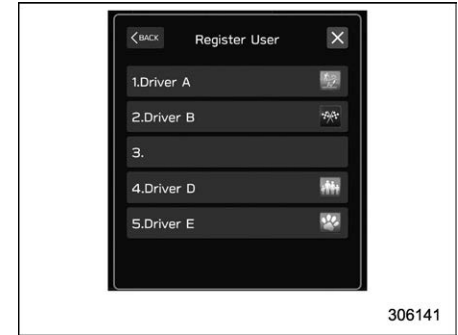 BACK Register User X
1.Driver A
2.Driver B
3.
4.Driver D
5.Driver E
306141